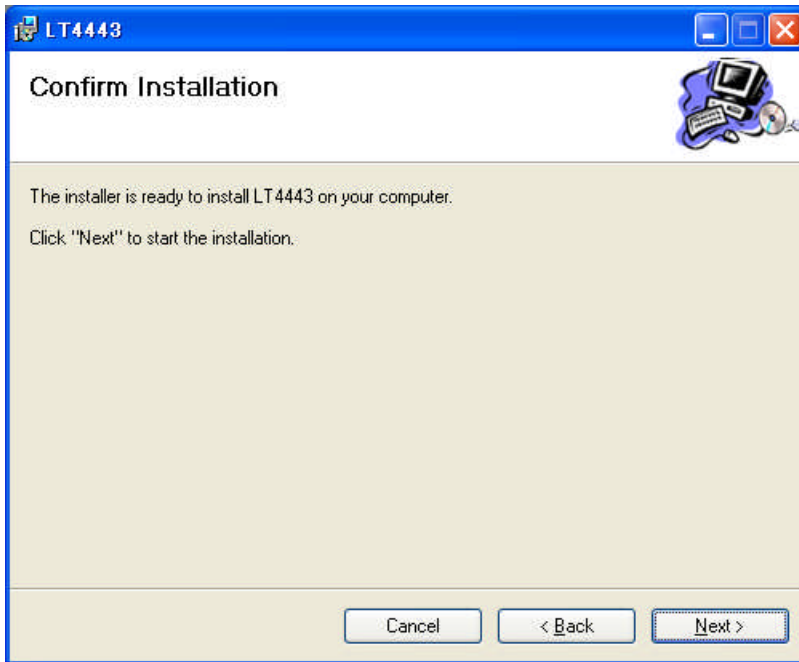 LT4443
Confirm Installation
The installer is ready to install LT4443 on your computer.
Click "Next" to start the installation.
Cancel
< Back
Next >